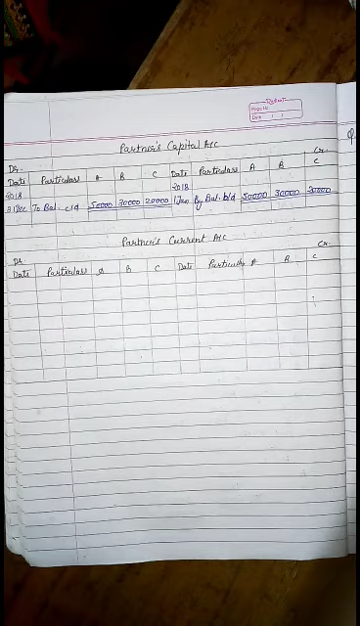 Page No.
Date / /
Partner's Capital A/c
Dr. Cr.
Date Particulars A B C Date Particulars A B C
2018 2018
31 Dec To Bal. c/d 50000 30000 20000 1 Jan By Bal. b/d 50000 30000 20000
Partner's Current A/c
Dr. Cr.
Date Particulars A B C Date Particulars A B C